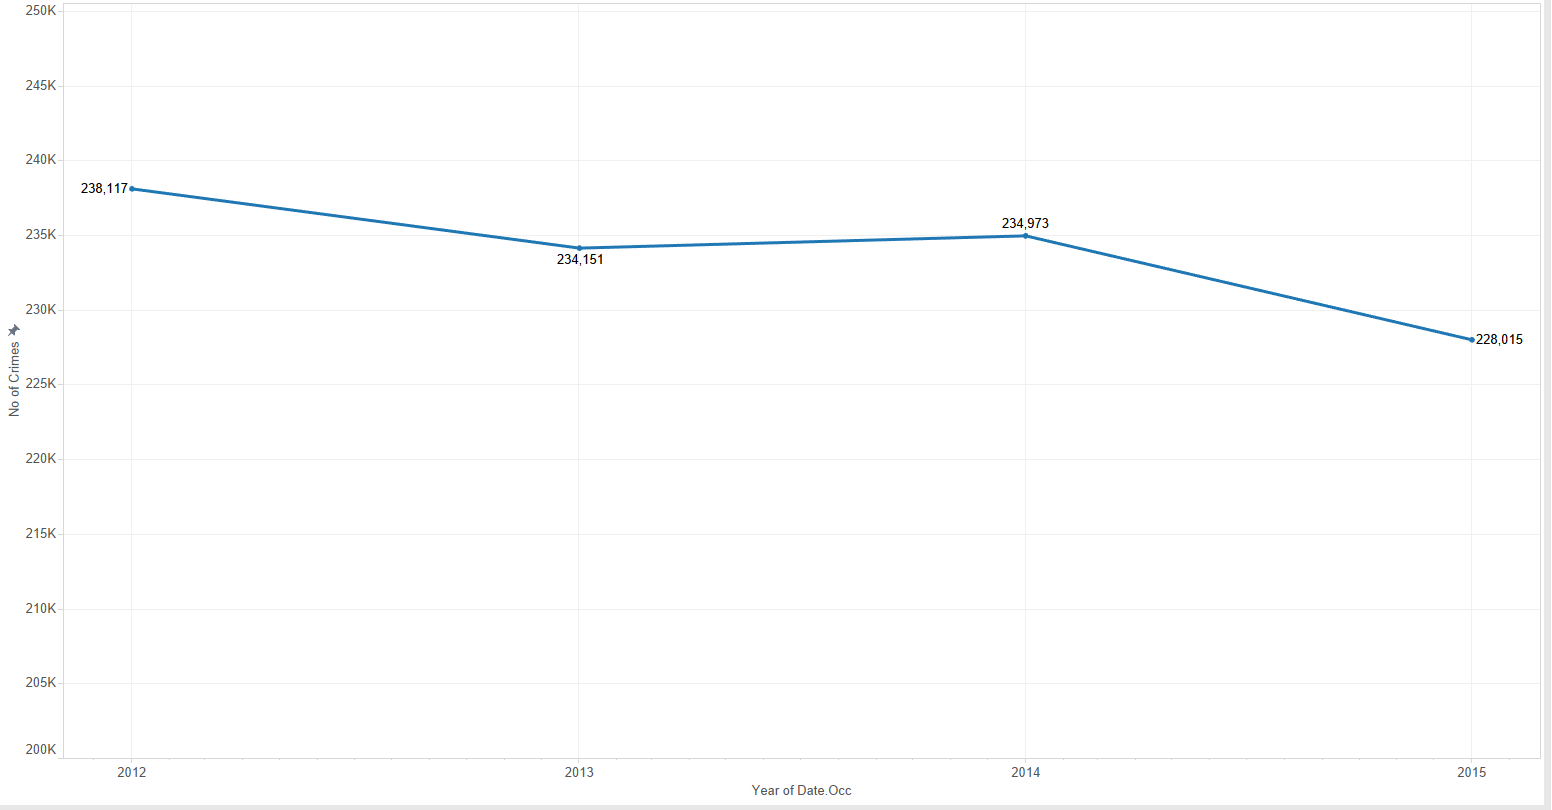 250K
245K
240K
235K
230K
225K
220K
215K
210K
205K
200K
No of Crimes
238,117
234,151
234,973
228,015
2012
2013
2014
2015
Year of Date.Occ